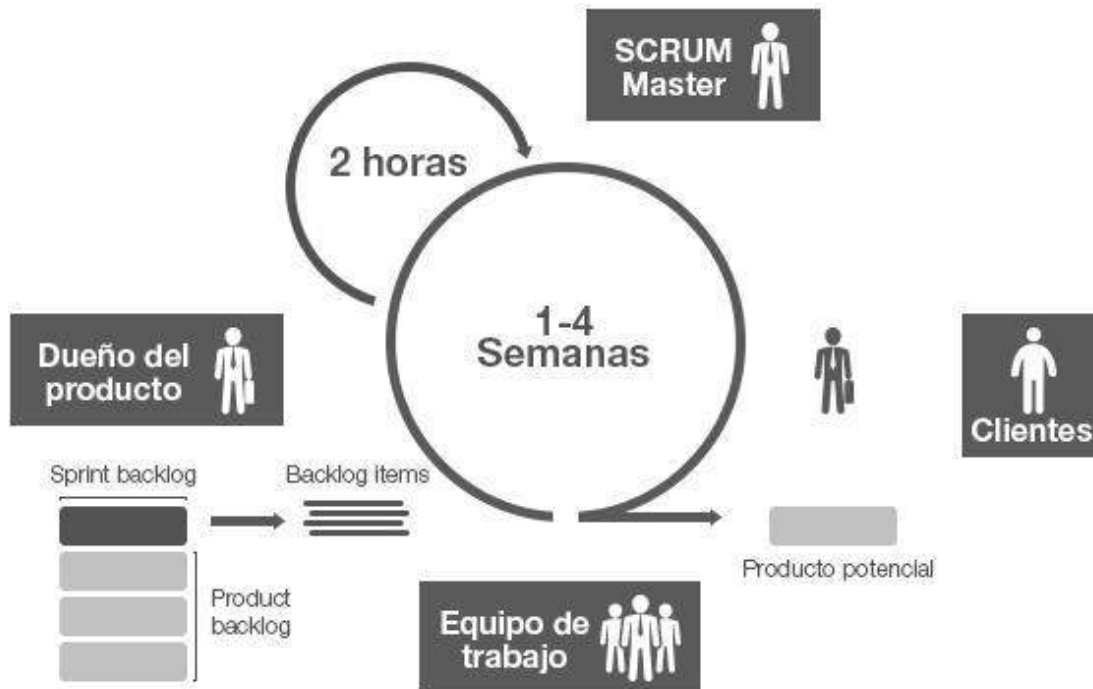 SCRUM
Master
2 horas
1-4
Semanas
Dueño del
producto
Clientes
Sprint backlog
Backlog items
Product
backlog
Producto potencial
Equipo de
trabajo